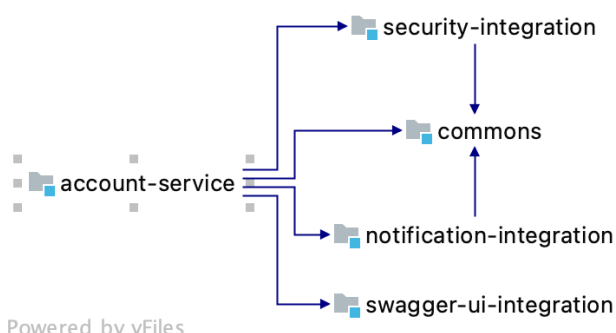 security-integration
commons
account-service
notification-integration
swagger-ui-integration
Powered by yFiles